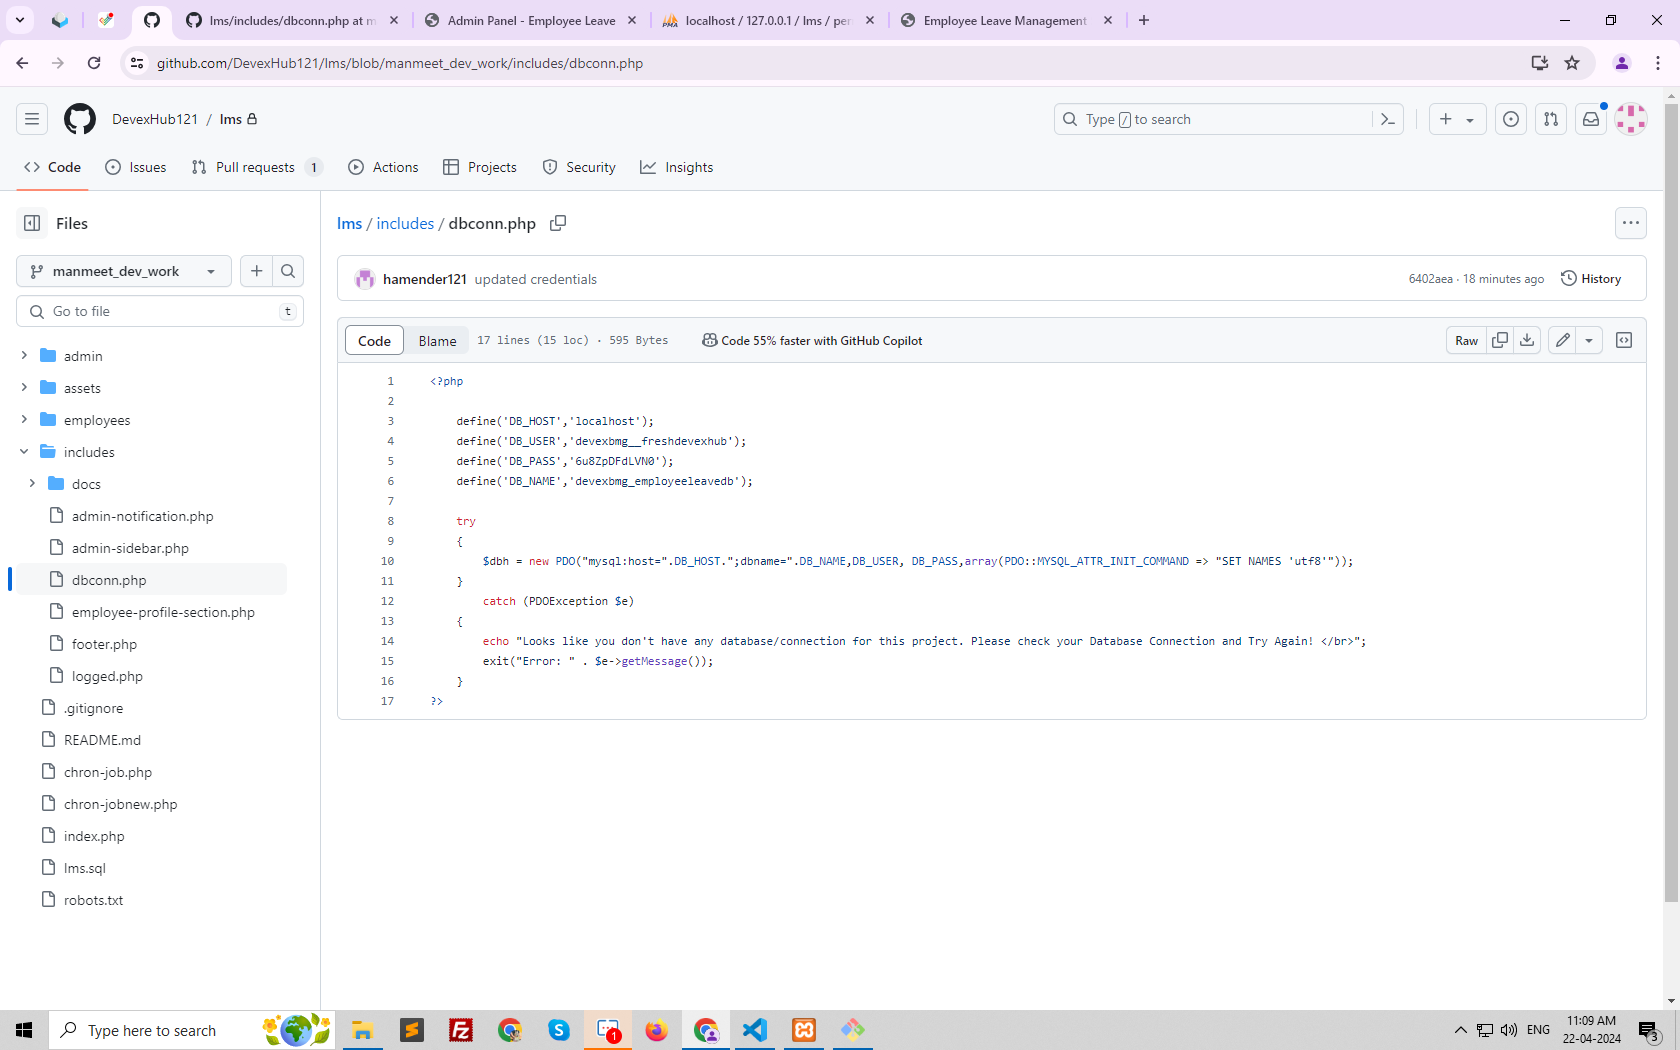 lms/includes/dbconn.php at m
Admin Panel - Employee Leave
localhost / 127.0.0.1 / lms / per
Employee Leave Management
github.com/DevexHub121/lms/blob/manmeet_dev_work/includes/dbconn.php
DevexHub121 / lms
Type / to search
Code
Issues
Pull requests 1
Actions
Projects
Security
Insights
Files
manmeet_dev_work
Go to file
t
admin
assets
employees
includes
docs
admin-notification.php
admin-sidebar.php
dbconn.php
employee-profile-section.php
footer.php
logged.php
.gitignore
README.md
chron-job.php
chron-jobnew.php
index.php
lms.sql
robots.txt
lms / includes / dbconn.php
hamender121 updated credentials
6402aea · 18 minutes ago
History
Code
Blame
17 lines (15 loc) · 595 Bytes
Code 55% faster with GitHub Copilot
Raw
1 <?php
2
3 define('DB_HOST','localhost');
4 define('DB_USER','devexbmg__freshdevexhub');
5 define('DB_PASS','6u8ZpDFdLVN0');
6 define('DB_NAME','devexbmg_employeeleavedb');
7
8 try
9 {
10 $dbh = new PDO("mysql:host=".DB_HOST.";dbname=".DB_NAME,DB_USER, DB_PASS,array(PDO::MYSQL_ATTR_INIT_COMMAND => "SET NAMES 'utf8'"));
11 }
12 catch (PDOException $e)
13 {
14 echo "Looks like you don't have any database/connection for this project. Please check your Database Connection and Try Again! </br>";
15 exit("Error: " . $e->getMessage());
16 }
17 ?>
Type here to search
1
ENG
11:09 AM
22-04-2024
3